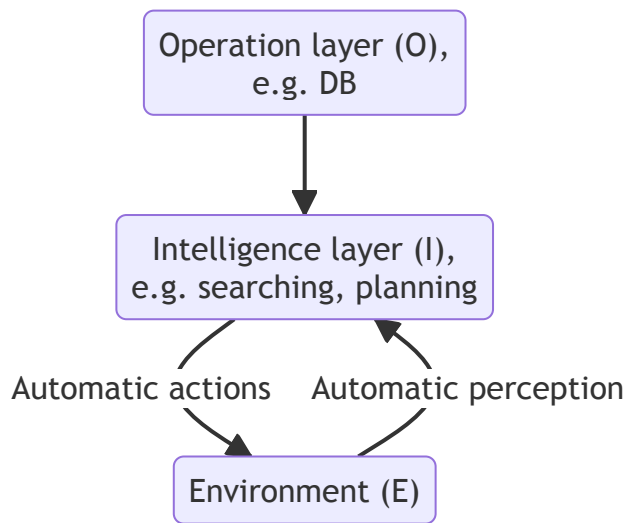 Operation layer (O),
e.g. DB
Intelligence layer (I),
e.g. searching, planning
Automatic actions
Automatic perception
Environment (E)